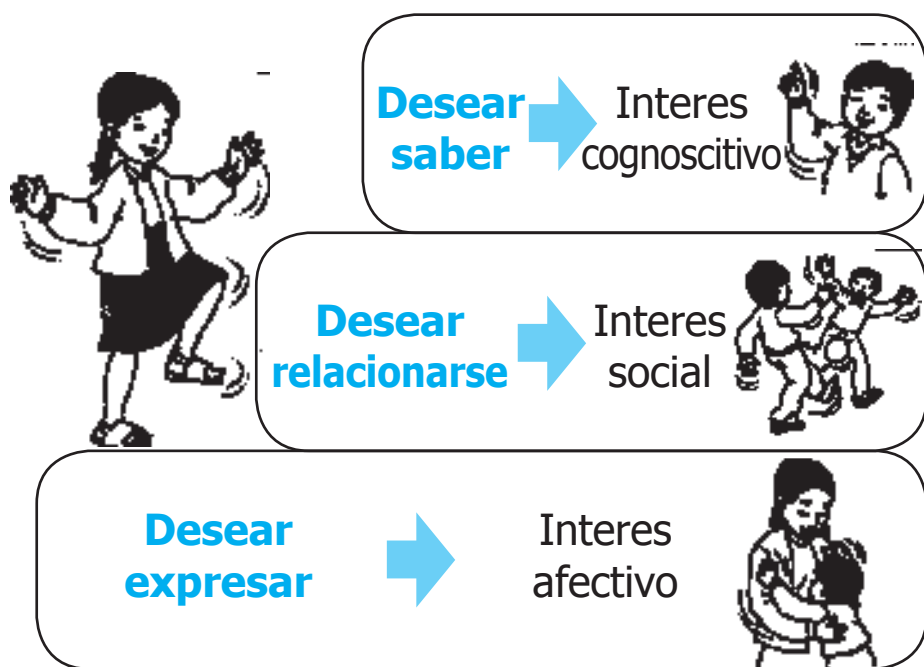 Desear
saber
Interes
cognoscitivo
Desear
relacionarse
Interes
social
Desear
expresar
Interes
afectivo